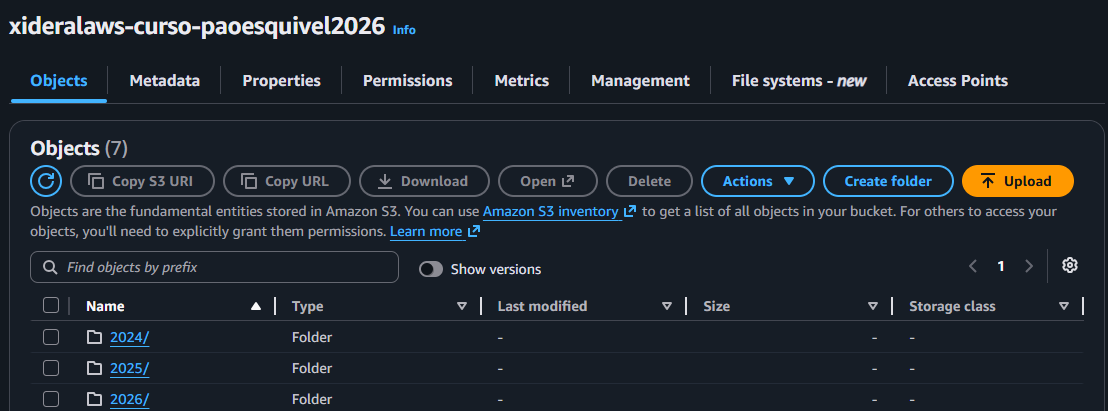 xideralaws-curso-paoesquivel2026 Info
Objects Metadata Properties Permissions Metrics Management File systems - new Access Points
Objects (7)
Copy S3 URI Copy URL Download Open Delete Actions Create folder Upload
Objects are the fundamental entities stored in Amazon S3. You can use Amazon S3 inventory to get a list of all objects in your bucket. For others to access your
objects, you'll need to explicitly grant them permissions. Learn more
Find objects by prefix Show versions 1
Name Type Last modified Size Storage class
2024/ Folder - - -
2025/ Folder - - -
2026/ Folder - - -